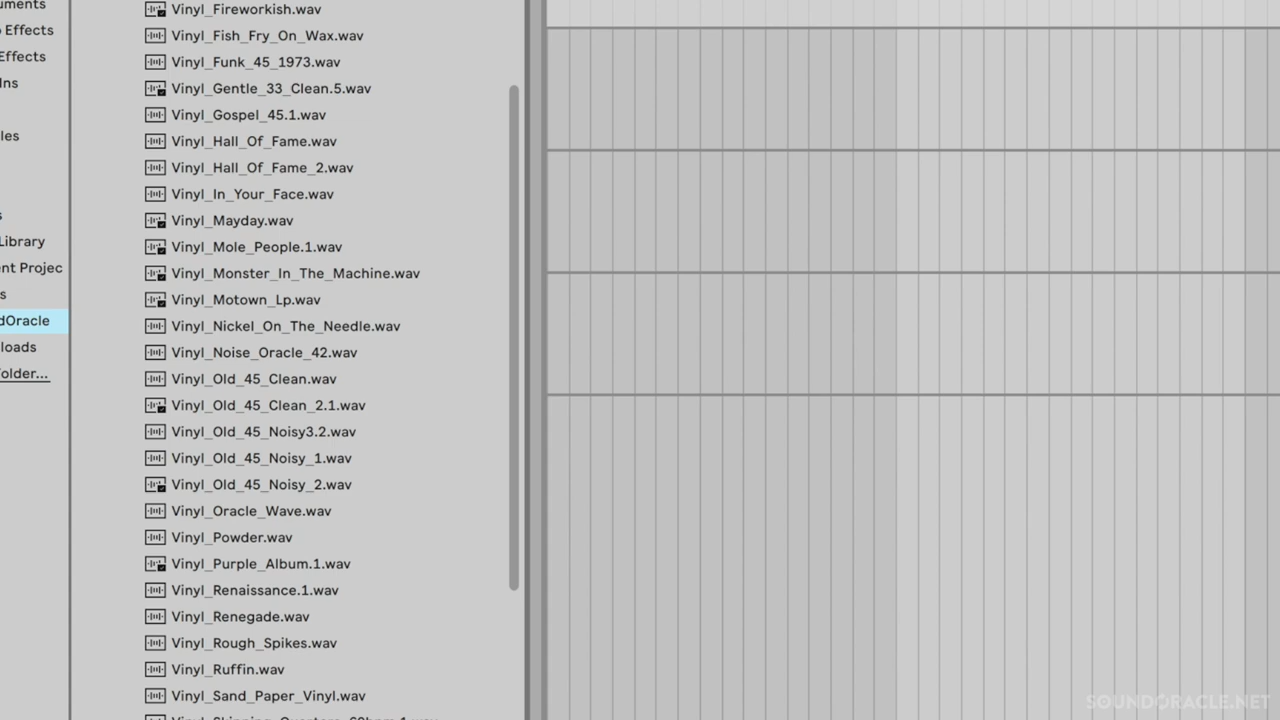 uments
Effects
Effects
Ins
les
s
Library
ent Projec
s
dOracle
loads
older...
Vinyl_Fireworkish.wav
Vinyl_Fish_Fry_On_Wax.wav
Vinyl_Funk_45_1973.wav
Vinyl_Gentle_33_Clean.5.wav
Vinyl_Gospel_45.1.wav
Vinyl_Hall_Of_Fame.wav
Vinyl_Hall_Of_Fame_2.wav
Vinyl_In_Your_Face.wav
Vinyl_Mayday.wav
Vinyl_Mole_People.1.wav
Vinyl_Monster_In_The_Machine.wav
Vinyl_Motown_Lp.wav
Vinyl_Nickel_On_The_Needle.wav
Vinyl_Noise_Oracle_42.wav
Vinyl_Old_45_Clean.wav
Vinyl_Old_45_Clean_2.1.wav
Vinyl_Old_45_Noisy3.2.wav
Vinyl_Old_45_Noisy_1.wav
Vinyl_Old_45_Noisy_2.wav
Vinyl_Oracle_Wave.wav
Vinyl_Powder.wav
Vinyl_Purple_Album.1.wav
Vinyl_Renaissance.1.wav
Vinyl_Renegade.wav
Vinyl_Rough_Spikes.wav
Vinyl_Ruffin.wav
Vinyl_Sand_Paper_Vinyl.wav
SOUNDORACLE.NET